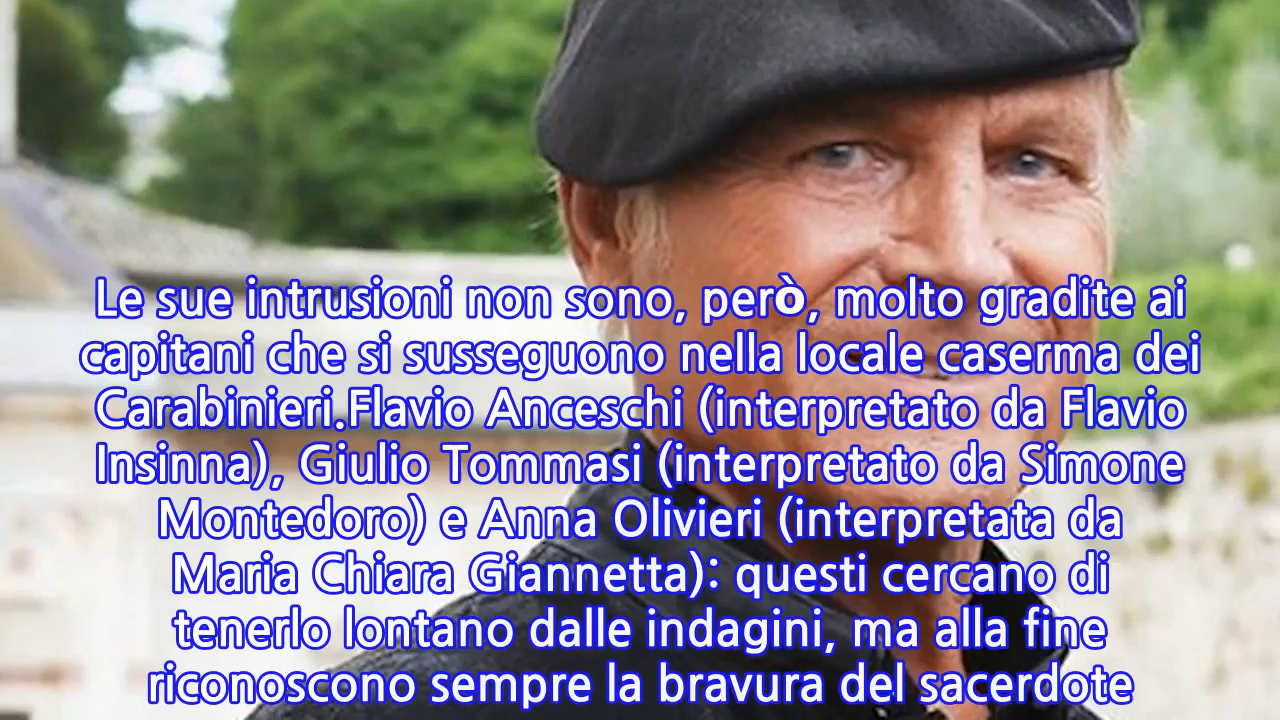 Le sue intrusioni non sono, però, molto gradite ai
capitani che si susseguono nella locale caserma dei
Carabinieri.Flavio Anceschi (interpretato da Flavio
Insinna), Giulio Tommasi (interpretato da Simone
Montedoro) e Anna Olivieri (interpretata da
Maria Chiara Giannetta): questi cercano di
tenerlo lontano dalle indagini, ma alla fine
riconoscono sempre la bravura del sacerdote